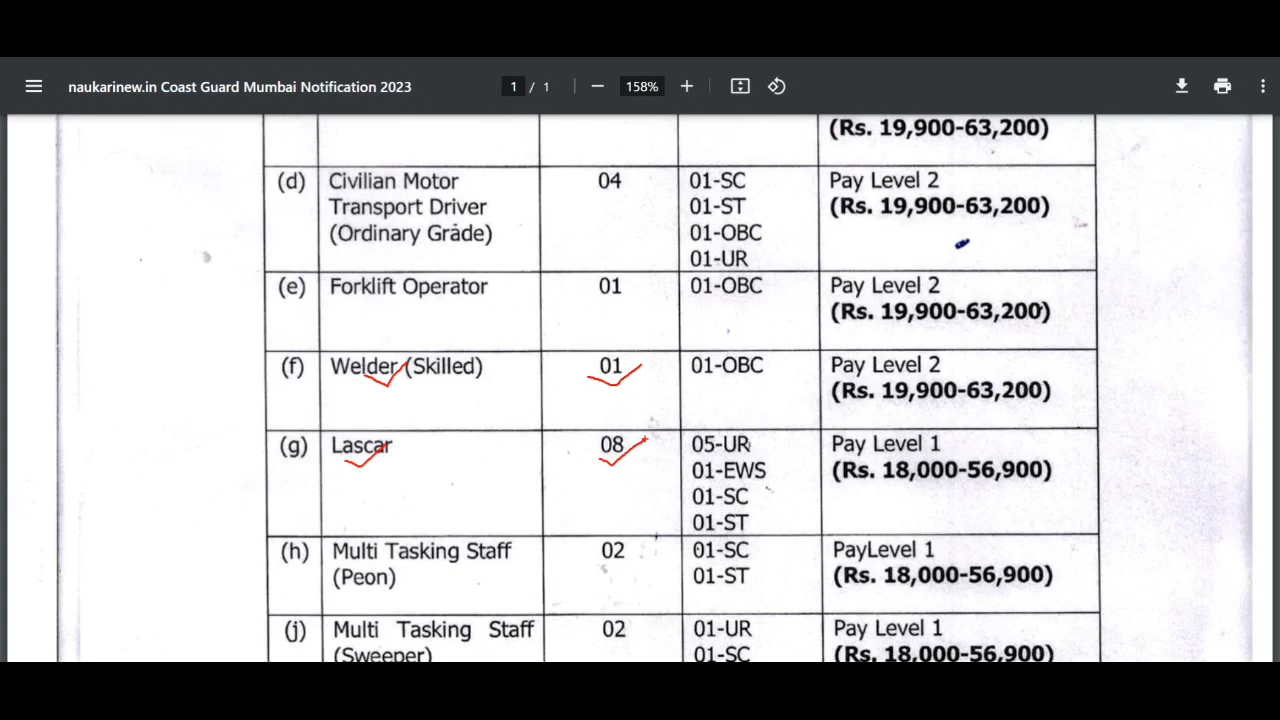 naukarinew.in Coast Guard Mumbai Notification 2023
1 / 1
158%
(Rs. 19,900-63,200)
(d) Civilian Motor 04 01-SC Pay Level 2
Transport Driver 01-ST (Rs. 19,900-63,200)
(Ordinary Grade) 01-OBC
01-UR
(e) Forklift Operator 01 01-OBC Pay Level 2
(Rs. 19,900-63,200)
(f) Welder (Skilled) 01 01-OBC Pay Level 2
(Rs. 19,900-63,200)
(g) Lascar 08 05-UR Pay Level 1
01-EWS (Rs. 18,000-56,900)
01-SC
01-ST
(h) Multi Tasking Staff 02 01-SC PayLevel 1
(Peon) 01-ST (Rs. 18,000-56,900)
(j) Multi Tasking Staff 02 01-UR Pay Level 1
(Sweeper) 01-SC (Rs. 18,000-56,900)